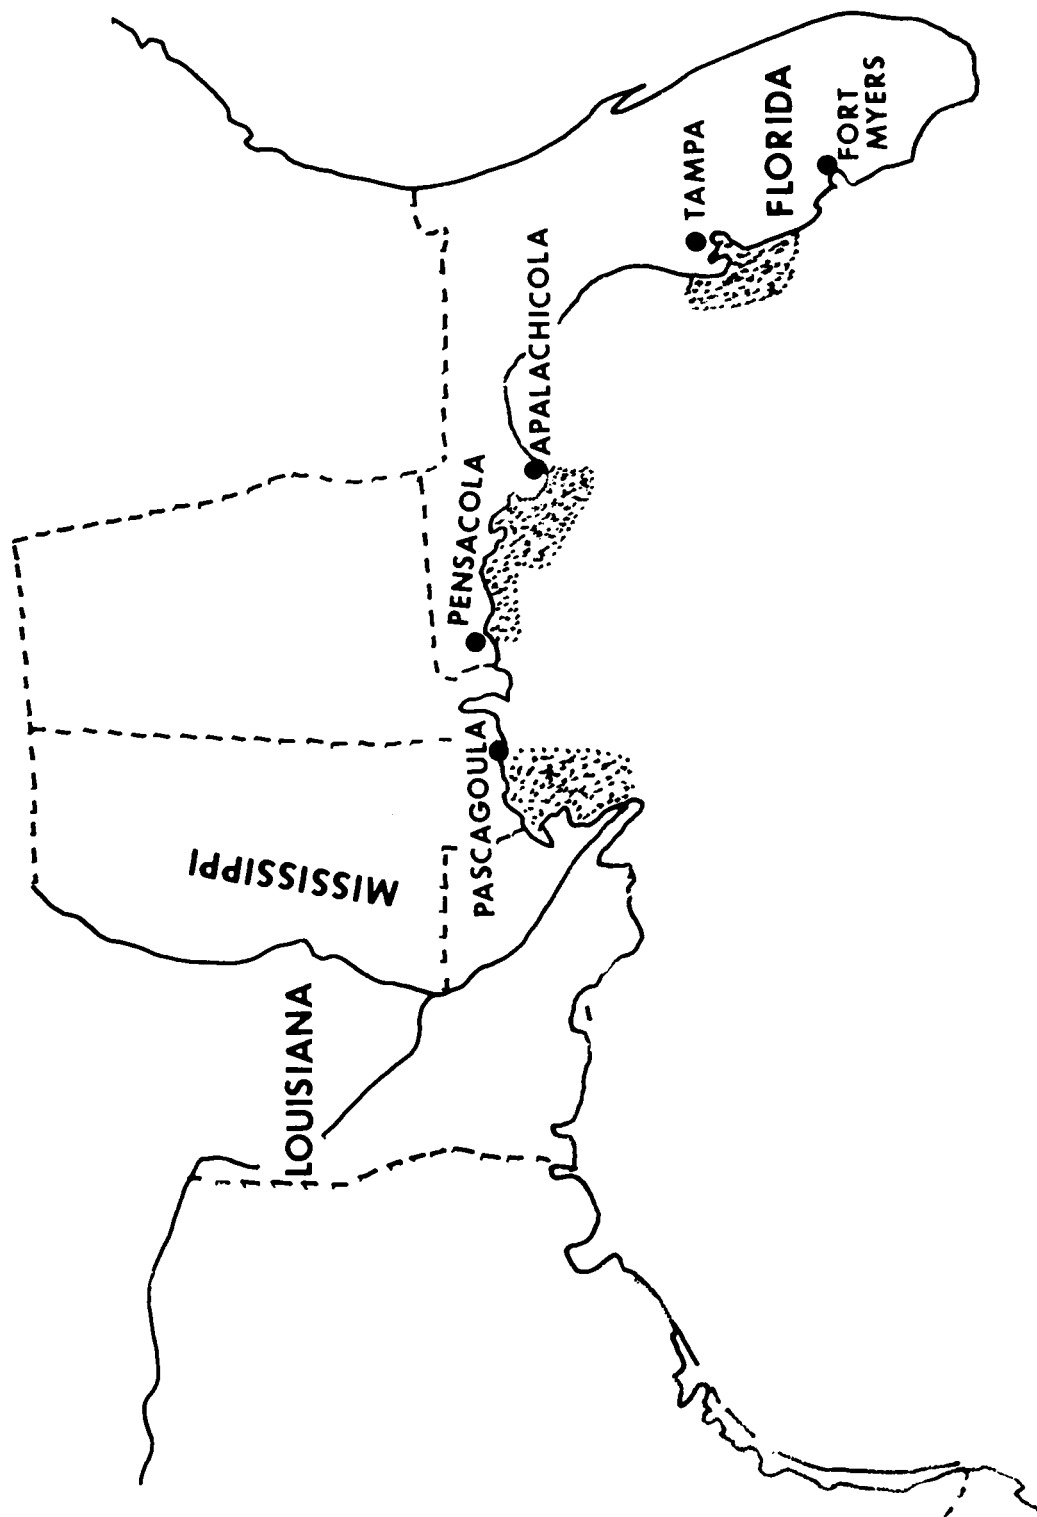 MISSISSIPPI
LOUISIANA
PASCAGOULA
PENSACOLA
APALACHICOLA
TAMPA
FLORIDA
FORT
MYERS